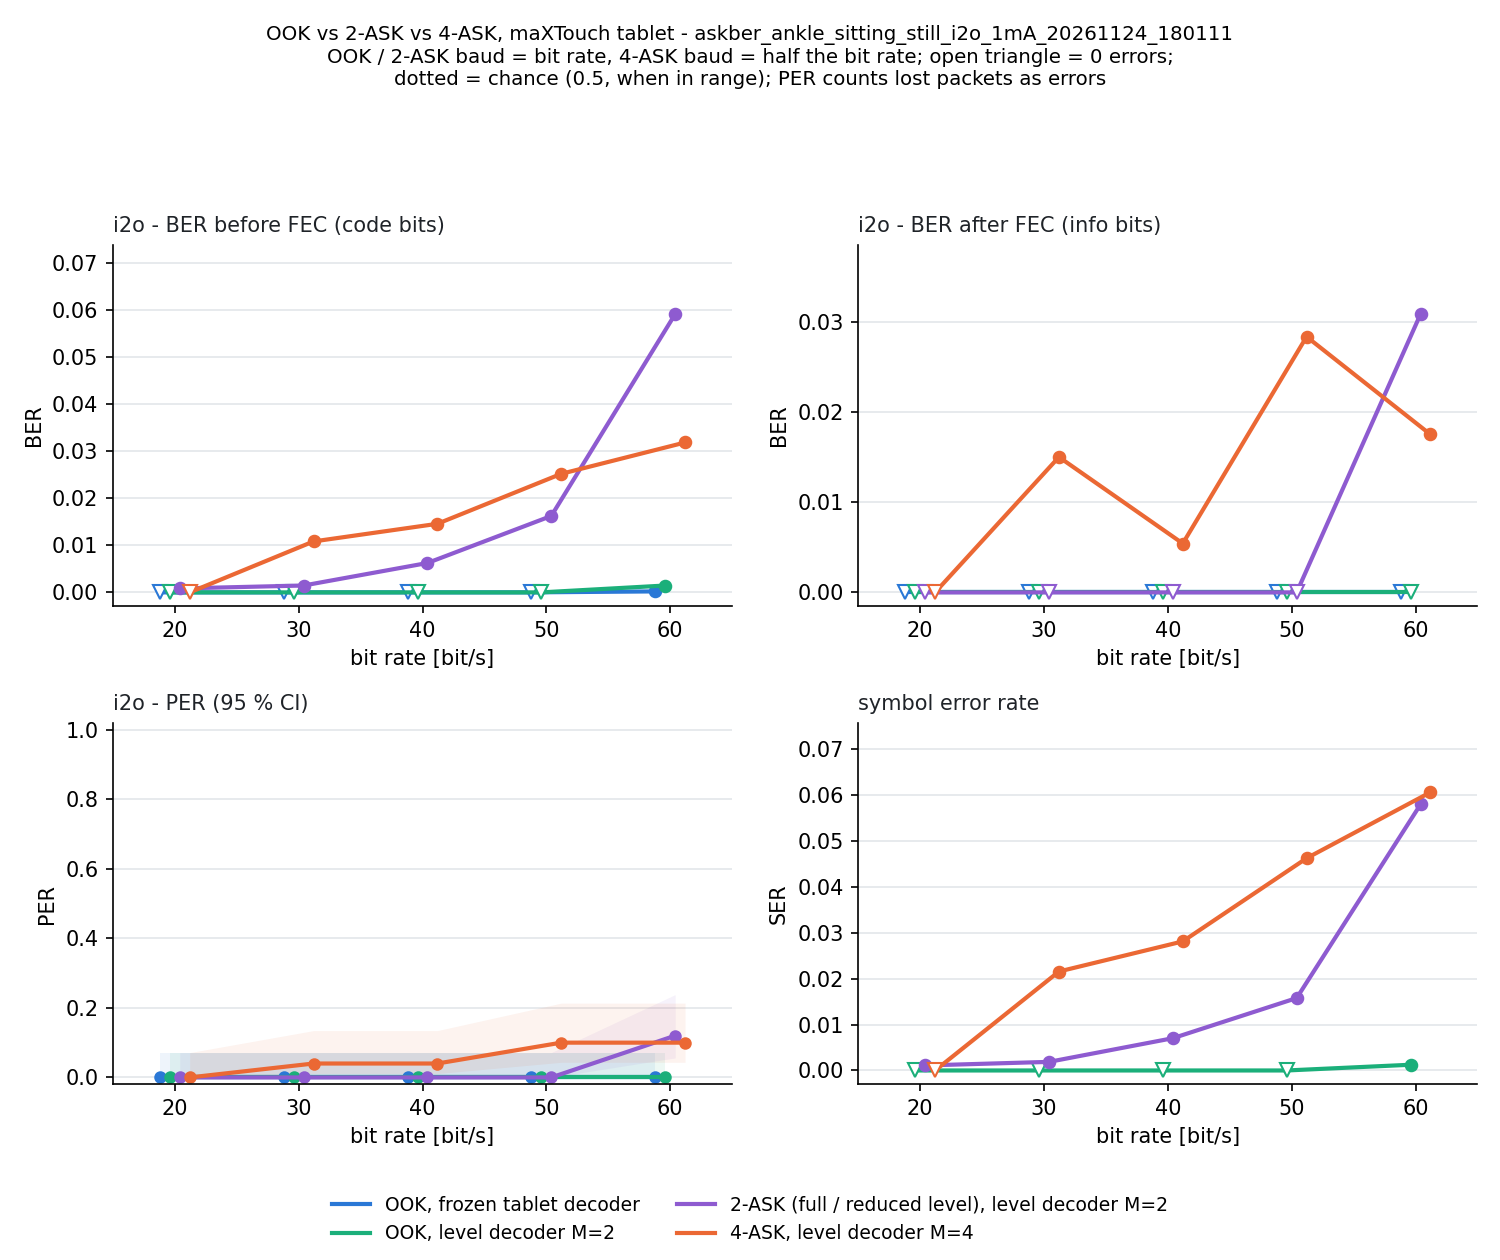 OOK vs 2-ASK vs 4-ASK, maXTouch tablet - askber_ankle_sitting_still_i2o_1mA_20261124_180111
OOK / 2-ASK baud = bit rate, 4-ASK baud = half the bit rate; open triangle = 0 errors;
dotted = chance (0.5, when in range); PER counts lost packets as errors
i2o - BER before FEC (code bits)
0.07
0.06
0.05
0.04
0.03
0.02
0.01
0.00
BER
20 30 40 50 60
bit rate [bit/s]
i2o - BER after FEC (info bits)
0.03
0.02
0.01
0.00
BER
20 30 40 50 60
bit rate [bit/s]
i2o - PER (95 % CI)
1.0
0.8
0.6
0.4
0.2
0.0
PER
20 30 40 50 60
bit rate [bit/s]
symbol error rate
0.07
0.06
0.05
0.04
0.03
0.02
0.01
0.00
SER
20 30 40 50 60
bit rate [bit/s]
OOK, frozen tablet decoder
OOK, level decoder M=2
2-ASK (full / reduced level), level decoder M=2
4-ASK, level decoder M=4